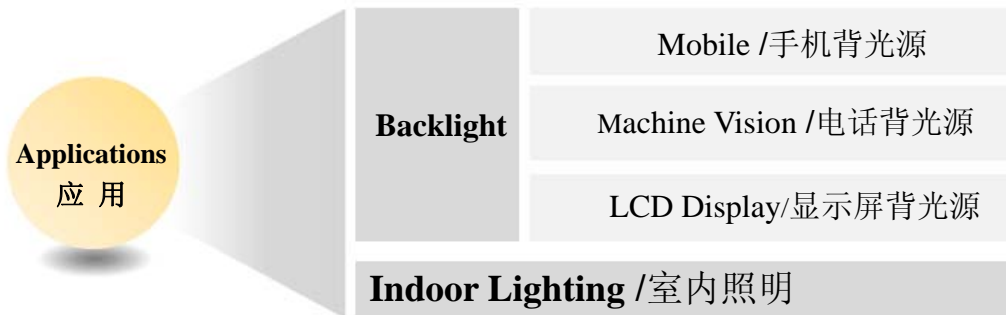 Applications
应 用
Backlight
Mobile /手机背光源
Machine Vision /电话背光源
LCD Display/显示屏背光源
Indoor Lighting /室内照明